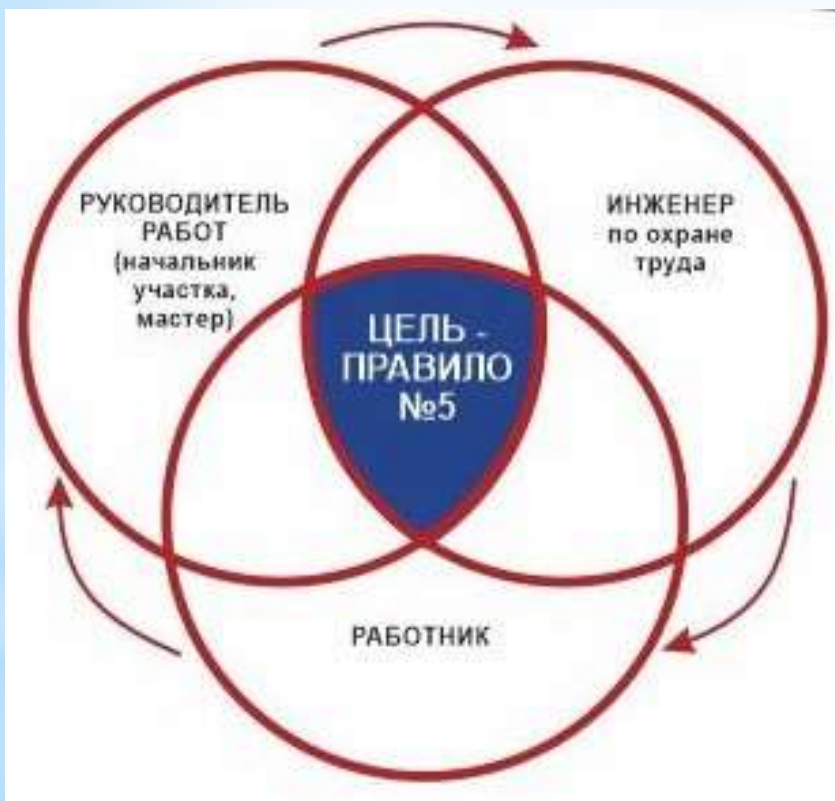 РУКОВОДИТЕЛЬ
РАБОТ
(начальник
участка,
мастер)
ИНЖЕНЕР
по охране
труда
ЦЕЛЬ -
ПРАВИЛО
№5
РАБОТНИК